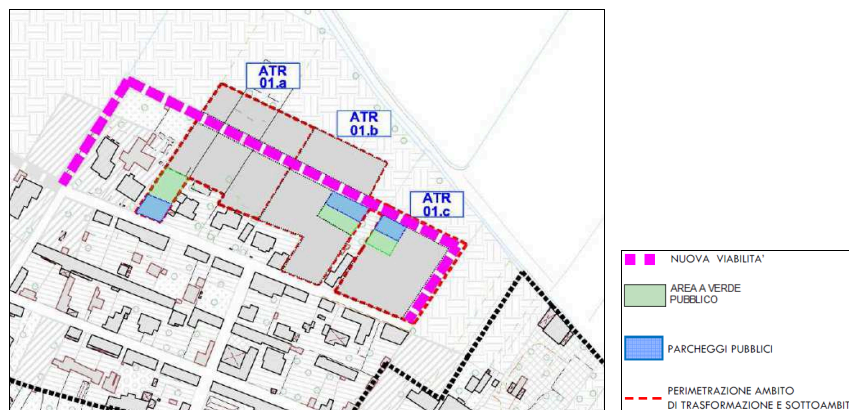 ATR
01.a
ATR
01.b
ATR
01.c
NUOVA VIABILITA'
AREA A VERDE
PUBBLICO
PARCHEGGI PUBBLICI
PERIMETRAZIONE AMBITO
DI TRASFORMAZIONE E SOTTOAMBIT